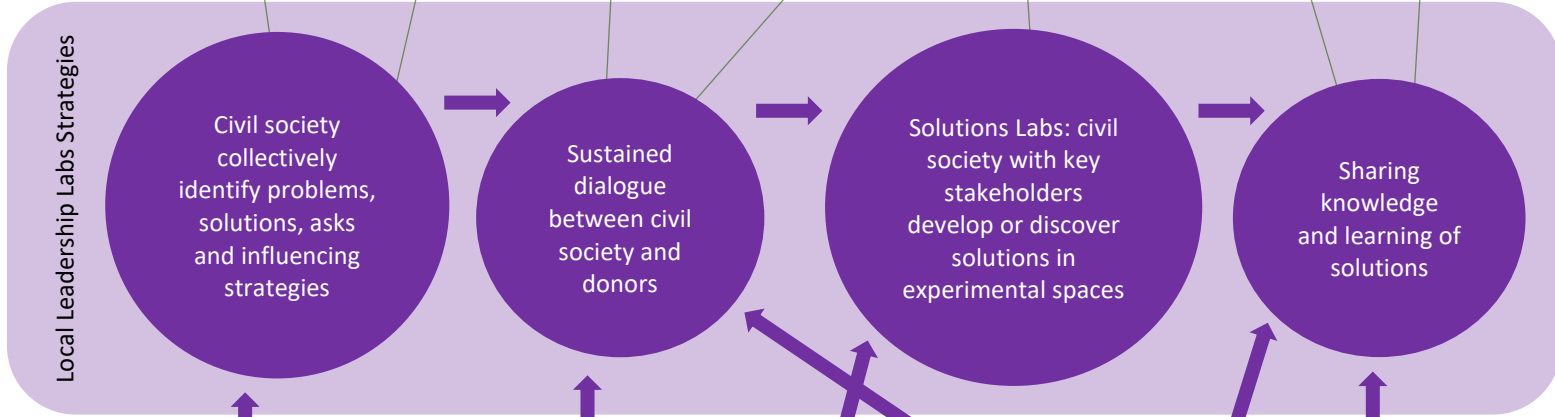 Local Leadership Labs Strategies
Civil society
collectively
identify problems,
solutions, asks
and influencing
strategies
Sustained
dialogue
between civil
society and
donors
Solutions Labs: civil
society with key
stakeholders
develop or discover
solutions in
experimental spaces
Sharing
knowledge
and learning of
solutions